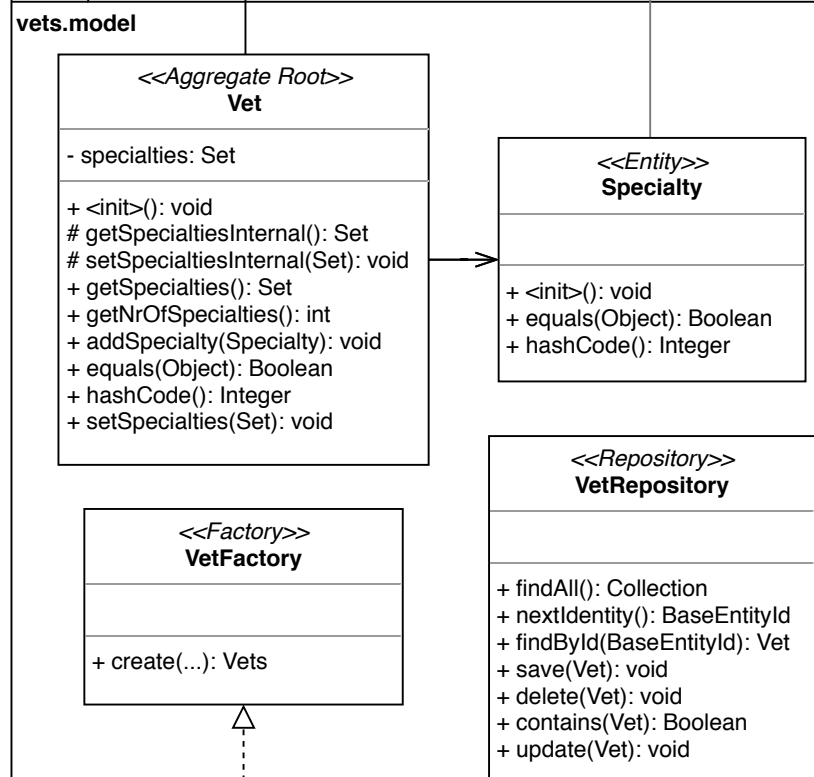 vets.model
<<Aggregate Root>>
Vet
- specialties: Set
+ <init>(): void
# getSpecialtiesInternal(): Set
# setSpecialtiesInternal(Set): void
+ getSpecialties(): Set
+ getNrOfSpecialties(): int
+ addSpecialty(Specialty): void
+ equals(Object): Boolean
+ hashCode(): Integer
+ setSpecialties(Set): void
<<Entity>>
Specialty
+ <init>(): void
+ equals(Object): Boolean
+ hashCode(): Integer
<<Factory>>
VetFactory
+ create(...): Vets
<<Repository>>
VetRepository
+ findAll(): Collection
+ nextIdentity(): BaseEntityId
+ findById(BaseEntityId): Vet
+ save(Vet): void
+ delete(Vet): void
+ contains(Vet): Boolean
+ update(Vet): void